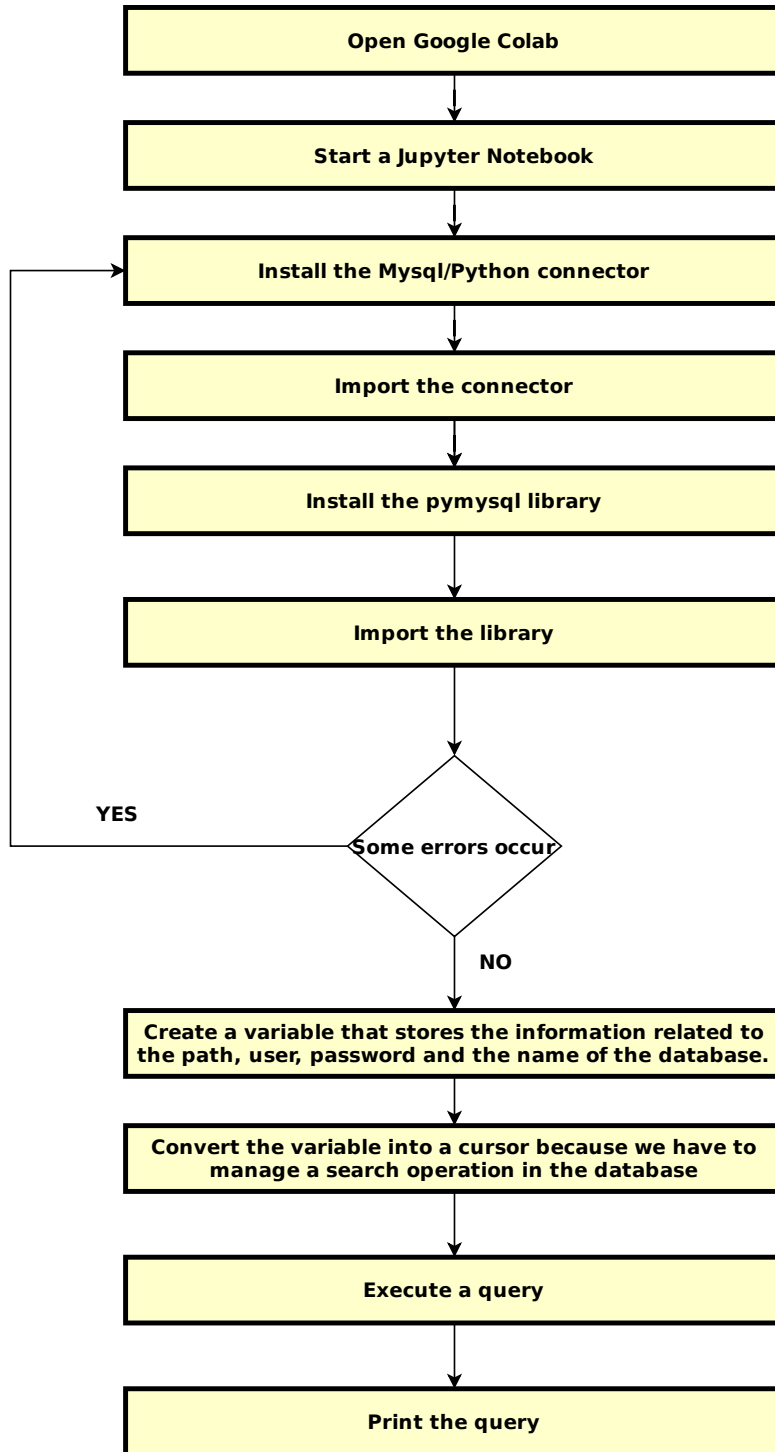 Open Google Colab
Start a Jupyter Notebook
Install the Mysql/Python connector
Import the connector
Install the pymysql library
Import the library
YES
Some errors occur
NO
Create a variable that stores the information related to
the path, user, password and the name of the database.
Convert the variable into a cursor because we have to
manage a search operation in the database
Execute a query
Print the query